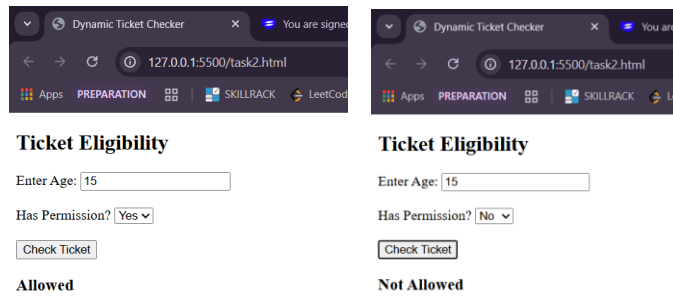 Dynamic Ticket Checker
You are signed
127.0.0.1:5500/task2.html
Apps PREPARATION SKILLRACK LeetCod
Ticket Eligibility
Enter Age: 15
Has Permission? Yes
Check Ticket
Allowed
Dynamic Ticket Checker
You are
127.0.0.1:5500/task2.html
Apps PREPARATION SKILLRACK L
Ticket Eligibility
Enter Age: 15
Has Permission? No
Check Ticket
Not Allowed